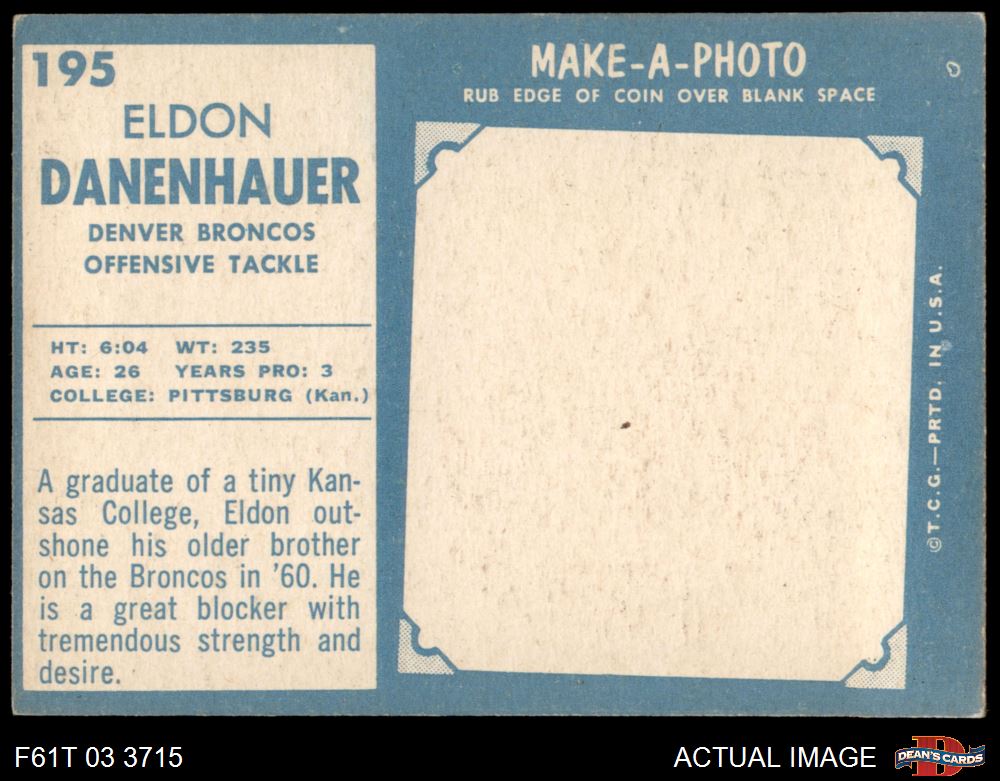 195
ELDON
DANENHAUER
DENVER BRONCOS
OFFENSIVE TACKLE
HT: 6:04 WT: 235
AGE: 26 YEARS PRO: 3
COLLEGE: PITTSBURG (Kan.)
A graduate of a tiny Kan-
sas College, Eldon out-
shone his older brother
on the Broncos in '60. He
is a great blocker with
tremendous strength and
desire.
MAKE-A-PHOTO
RUB EDGE OF COIN OVER BLANK SPACE
©T.C.G.—PRTD. IN U.S.A.
F61T 03 3715
ACTUAL IMAGE
D
DEAN'S CARDS